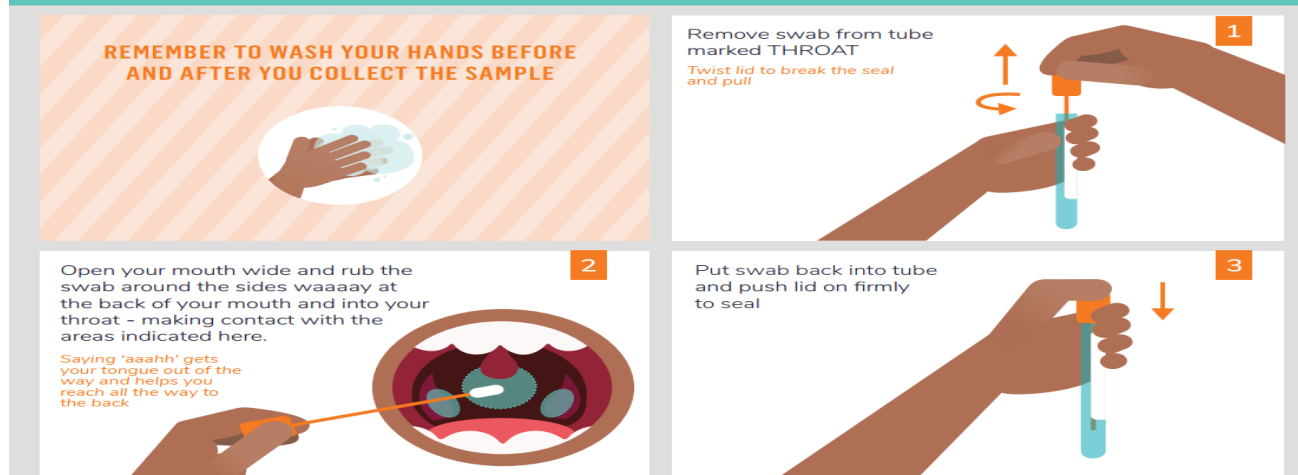 REMEMBER TO WASH YOUR HANDS BEFORE
AND AFTER YOU COLLECT THE SAMPLE
1
Remove swab from tube
marked THROAT
Twist lid to break the seal
and pull
2
Open your mouth wide and rub the
swab around the sides waaaay at
the back of your mouth and into your
throat - making contact with the
areas indicated here.
Saying 'aaahh' gets
your tongue out of the
way and helps you
reach all the way to
the back
3
Put swab back into tube
and push lid on firmly
to seal